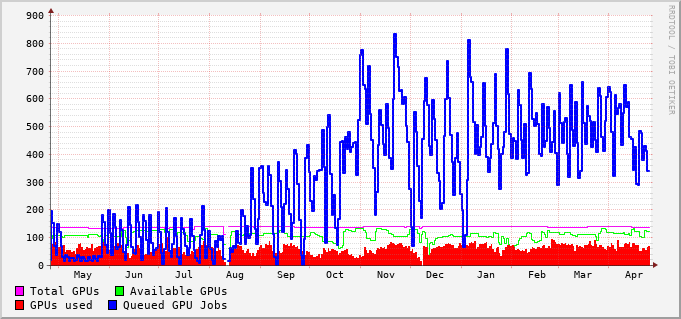 RRDTOOL / TOBI OETIKER
900
800
700
600
500
400
300
200
100
0
May Jun Jul Aug Sep Oct Nov Dec Jan Feb Mar Apr
Total GPUs Available GPUs
GPUs used Queued GPU Jobs